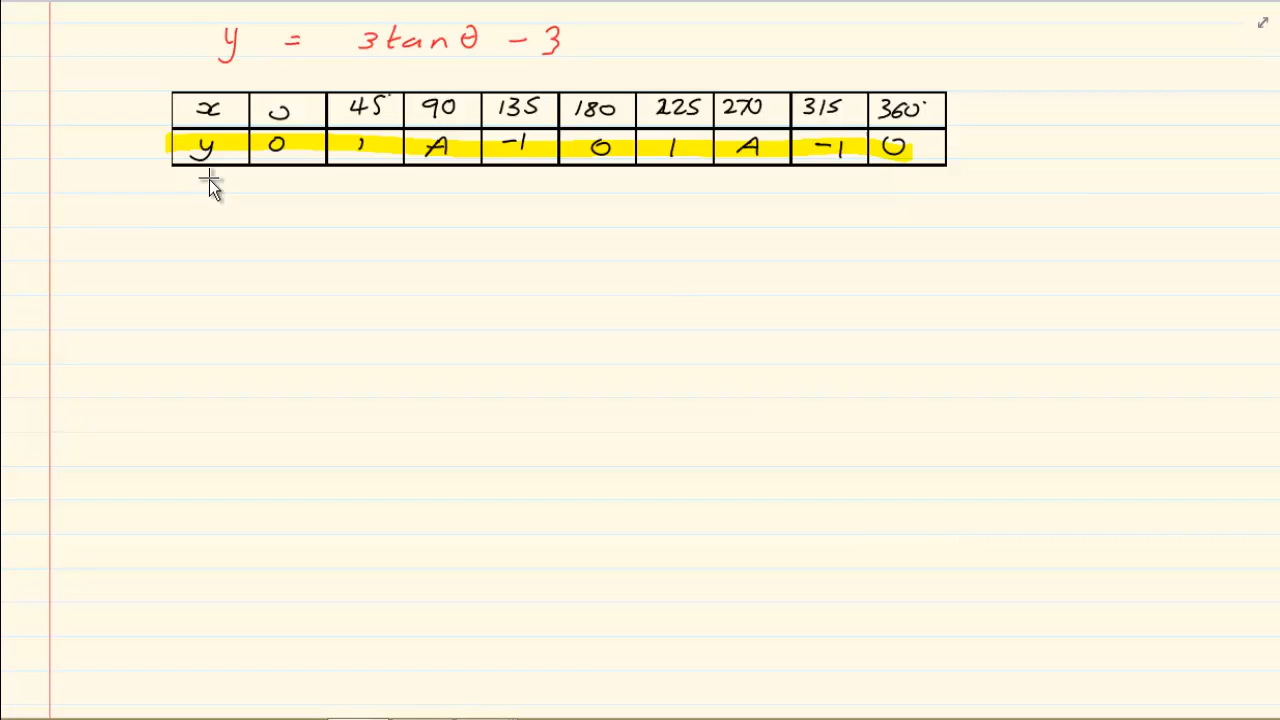 y = 3tanθ - 3
x 0 45° 90 135 180 225 270 315 360°
y 0 1 A -1 0 1 A -1 0